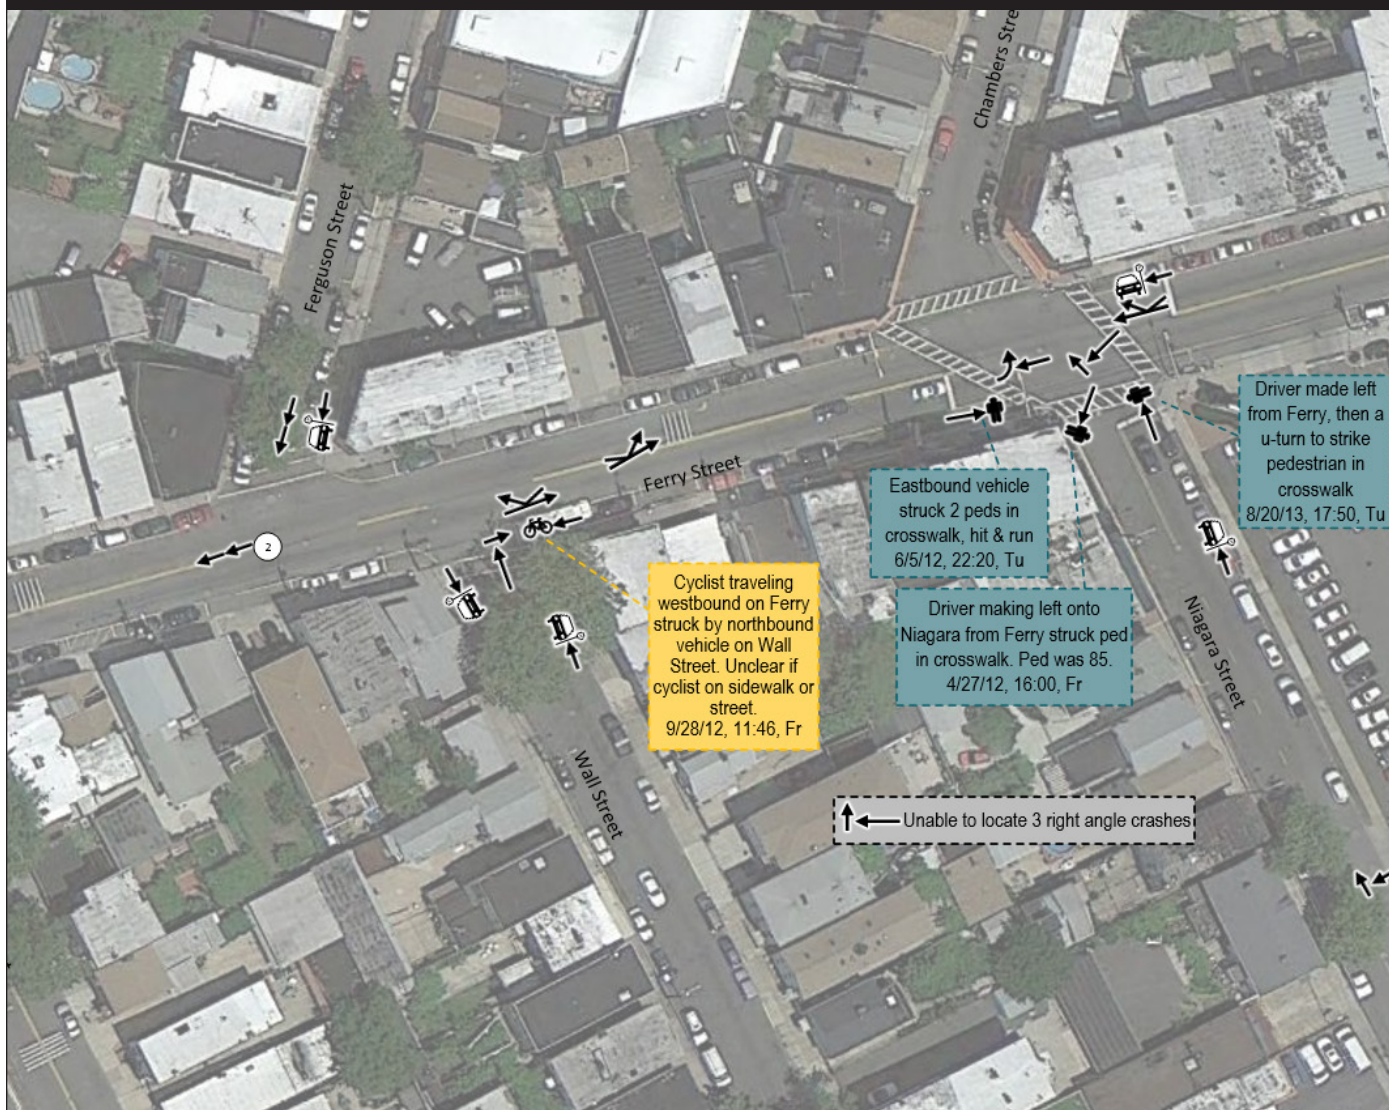 Chambers Stre
Ferguson Street
Ferry Street
2
Driver made left
from Ferry, then a
u-turn to strike
pedestrian in
crosswalk
8/20/13, 17:50, Tu
Eastbound vehicle
struck 2 peds in
crosswalk, hit & run
6/5/12, 22:20, Tu
Cyclist traveling
westbound on Ferry
struck by northbound
vehicle on Wall
Street. Unclear if
cyclist on sidewalk or
street.
9/28/12, 11:46, Fr
Driver making left onto
Niagara from Ferry struck ped
in crosswalk. Ped was 85.
4/27/12, 16:00, Fr
Niagara Street
Wall Street
Unable to locate 3 right angle crashes